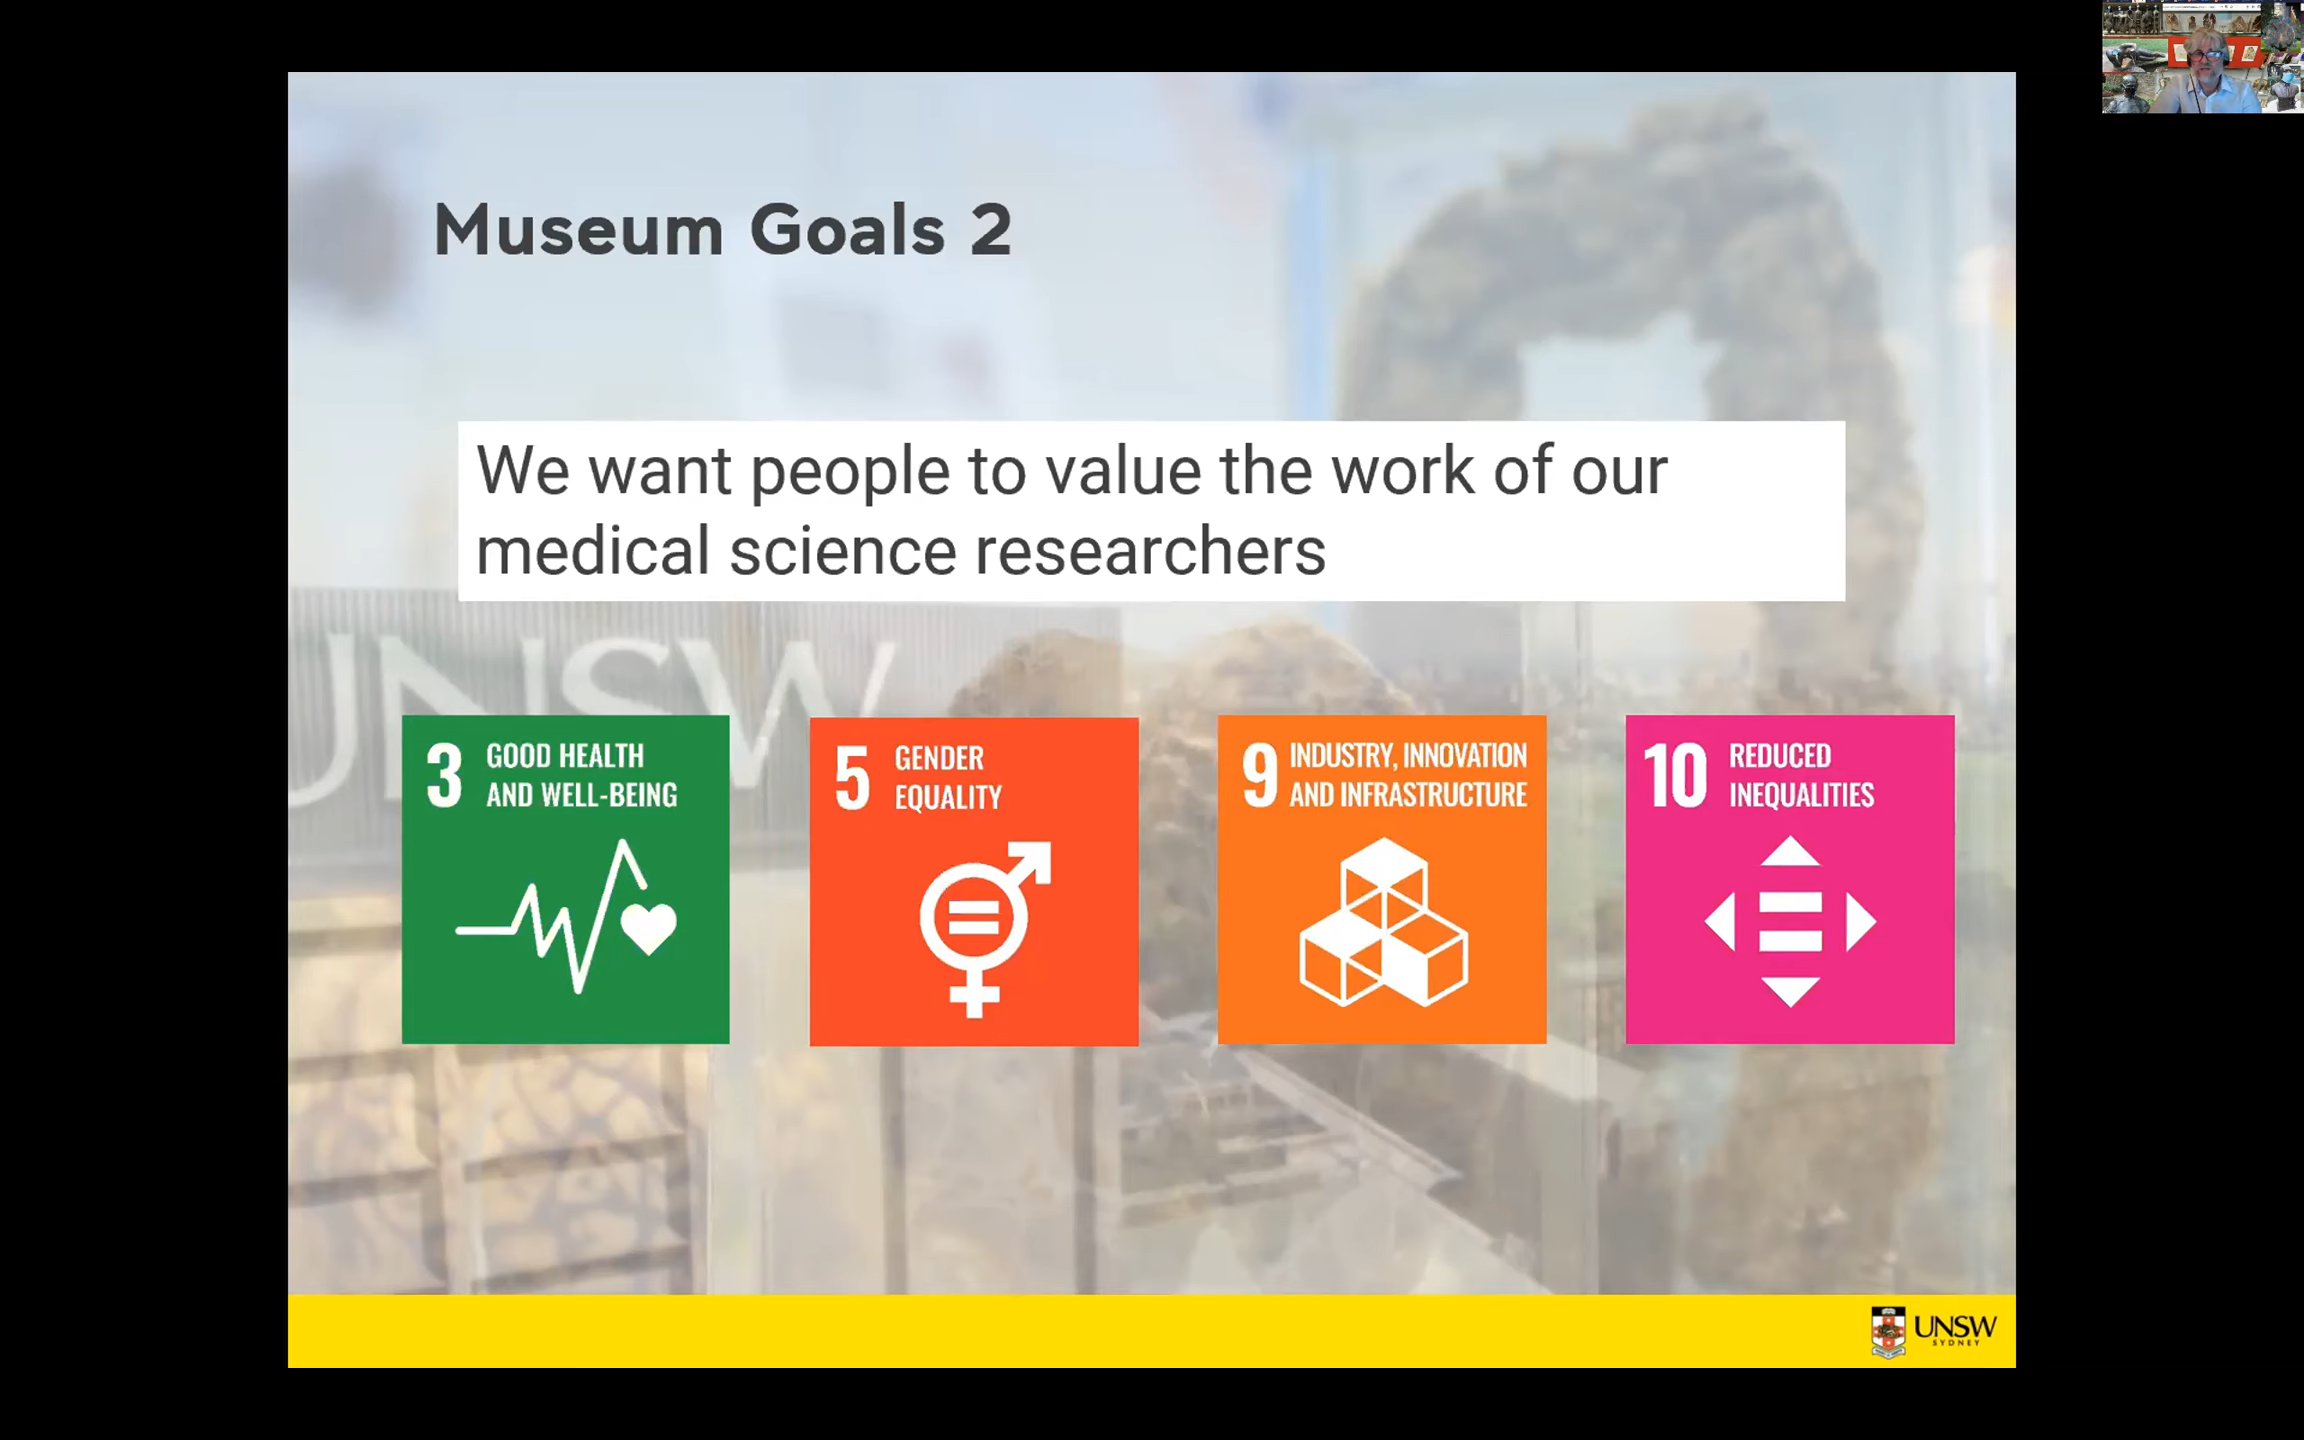 Museum Goals 2
We want people to value the work of our
medical science researchers
UNSW
3 GOOD HEALTH
AND WELL-BEING
5 GENDER
EQUALITY
9 INDUSTRY, INNOVATION
AND INFRASTRUCTURE
10 REDUCED
INEQUALITIES
UNSW
SYDNEY